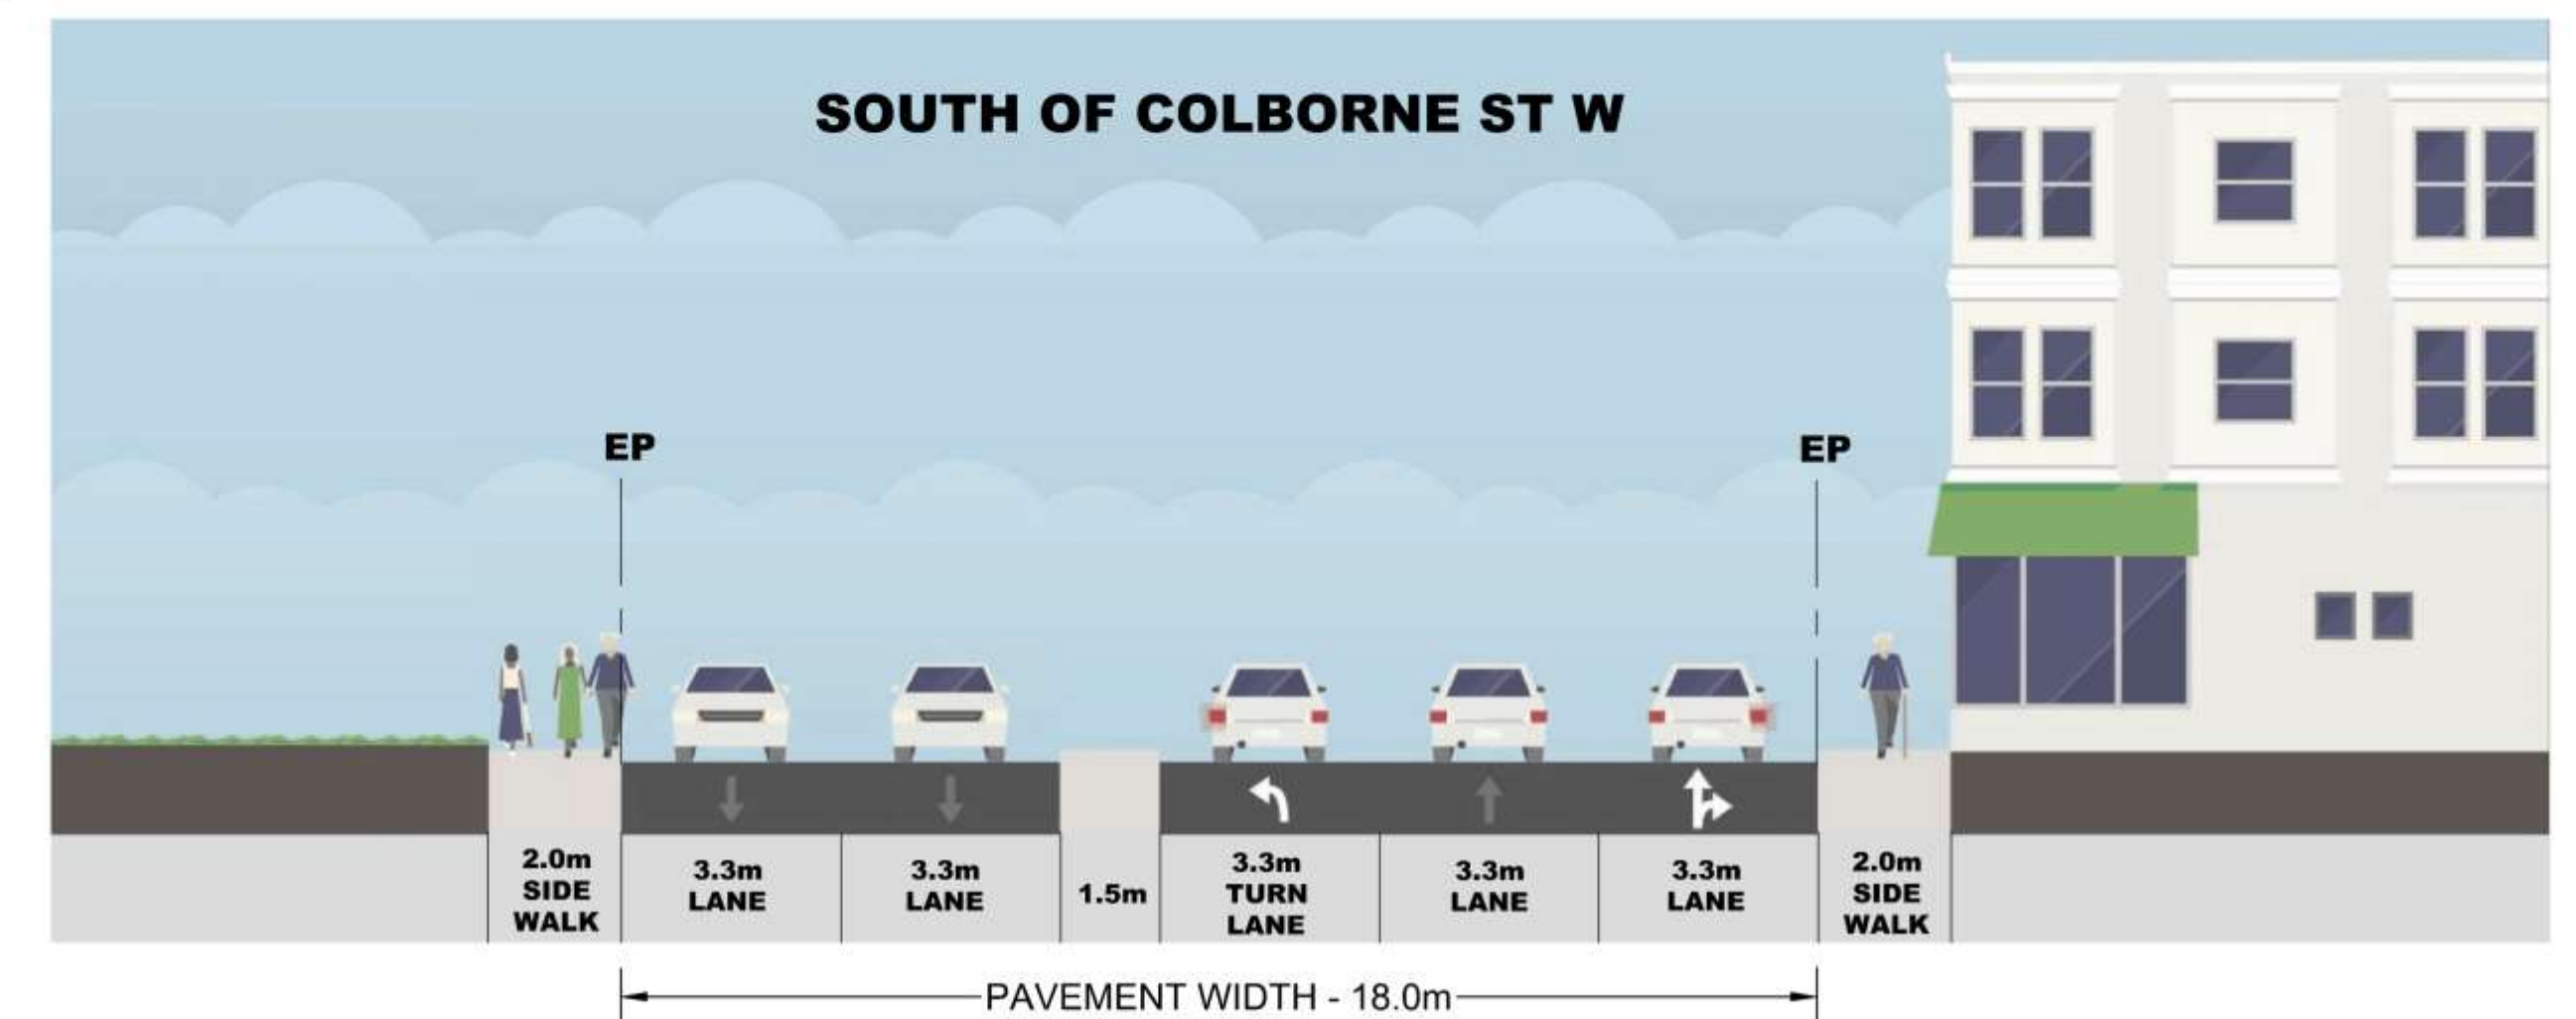 SOUTH OF COLBORNE ST W
EP
EP
2.0m
SIDE
WALK
3.3m
LANE
3.3m
LANE
1.5m
3.3m
TURN
LANE
3.3m
LANE
3.3m
LANE
2.0m
SIDE
WALK
PAVEMENT WIDTH - 18.0m